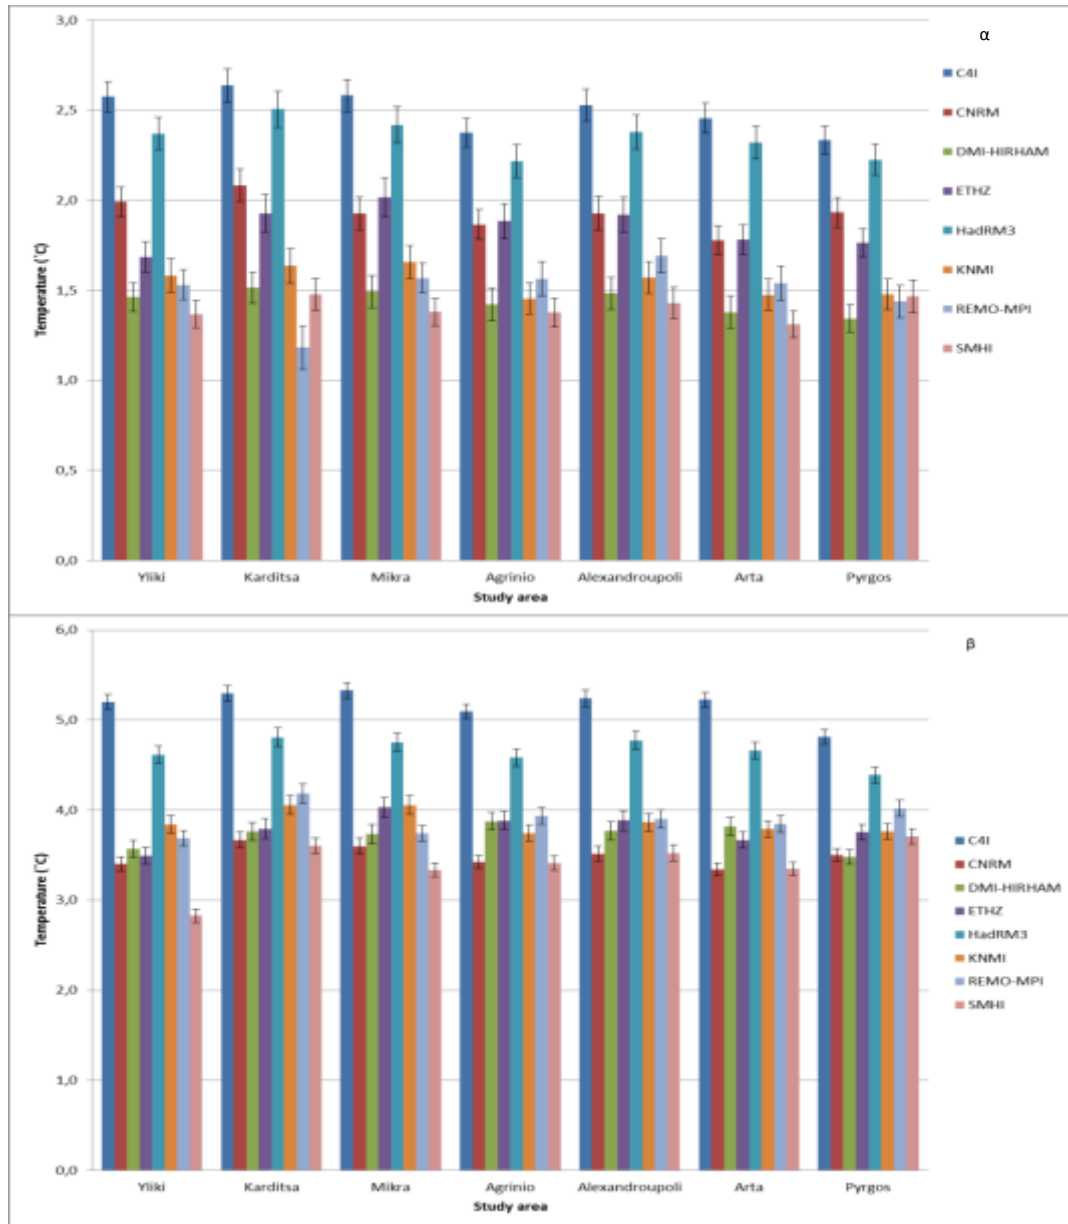 α
3,0
2,5
2,0
1,5
1,0
0,5
0,0
Temperature (˚C)
Yliki Karditsa Mikra Agrinio Alexandroupoli Arta Pyrgos
Study area
C4I
CNRM
DMI-HIRHAM
ETHZ
HadRM3
KNMI
REMO-MPI
SMHI
β
6,0
5,0
4,0
3,0
2,0
1,0
0,0
Temperature (˚C)
Yliki Karditsa Mikra Agrinio Alexandroupoli Arta Pyrgos
Study area
C4I
CNRM
DMI-HIRHAM
ETHZ
HadRM3
KNMI
REMO-MPI
SMHI